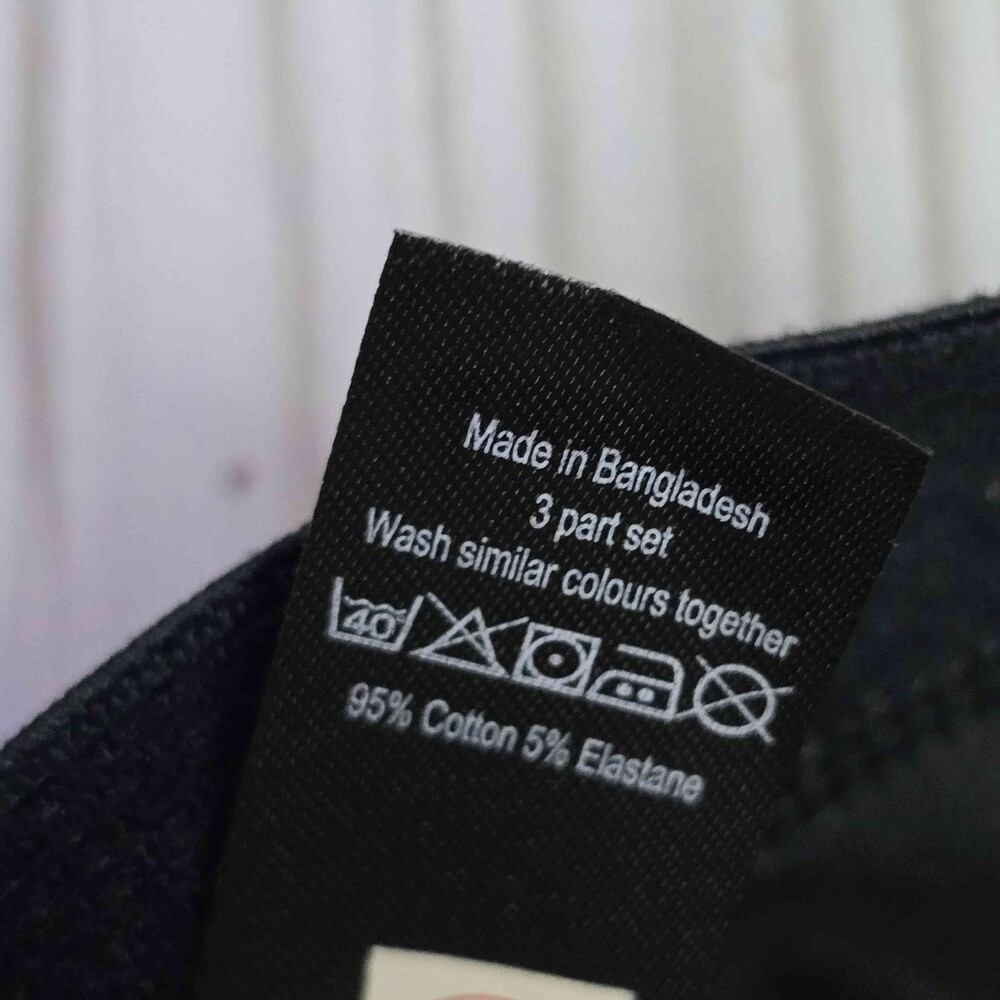 Made in Bangladesh
3 part set
Wash similar colours together
40
95% Cotton 5% Elastane